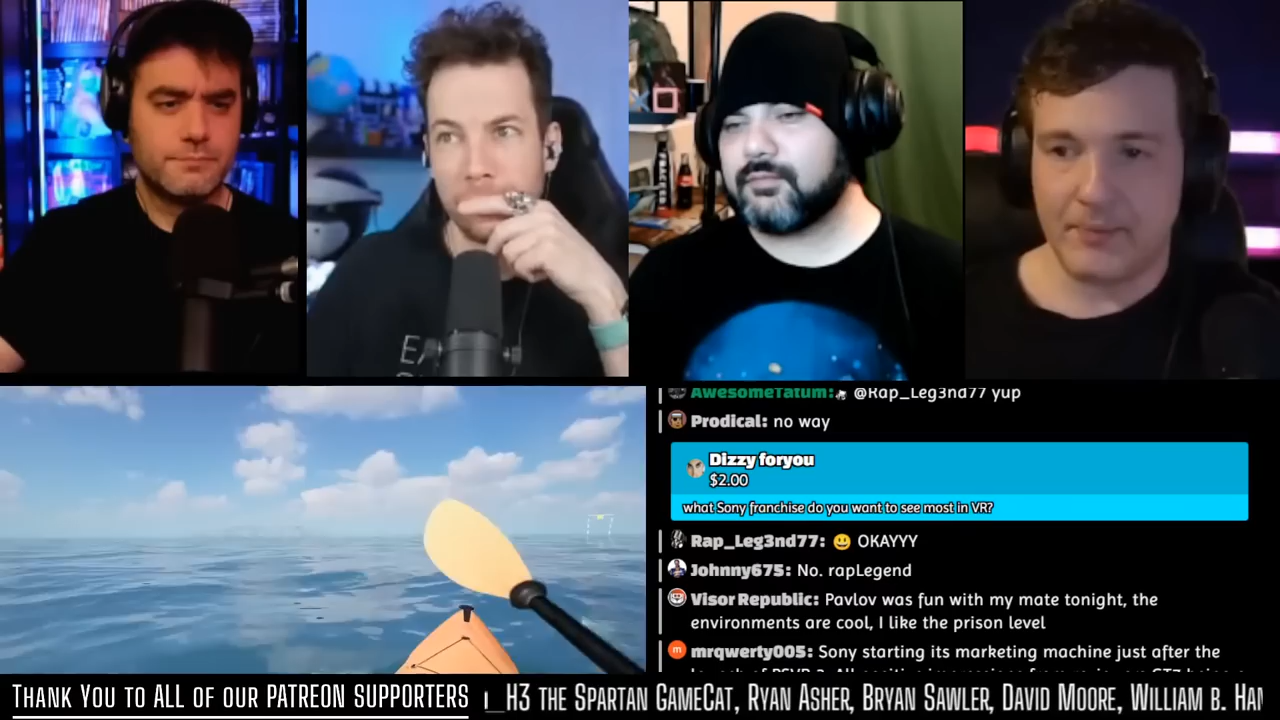 EA
AwesomeTatum: @Rap_Leg3nd77 yup
Prodical: no way
Dizzy foryou
$2.00
what Sony franchise do you want to see most in VR?
Rap_Leg3nd77: 😃 OKAYYY
Johnny675: No. rapLegend
Visor Republic: Pavlov was fun with my mate tonight, the
environments are cool, I like the prison level
m mrqwerty005: Sony starting its marketing machine just after the
THANK YOU TO ALL OF OUR PATREON SUPPORTERS
_H3 THE SPARTAN GAMECAT, RYAN ASHER, BRYAN SAWLER, DAVID MOORE, WILLIAM B. HAN